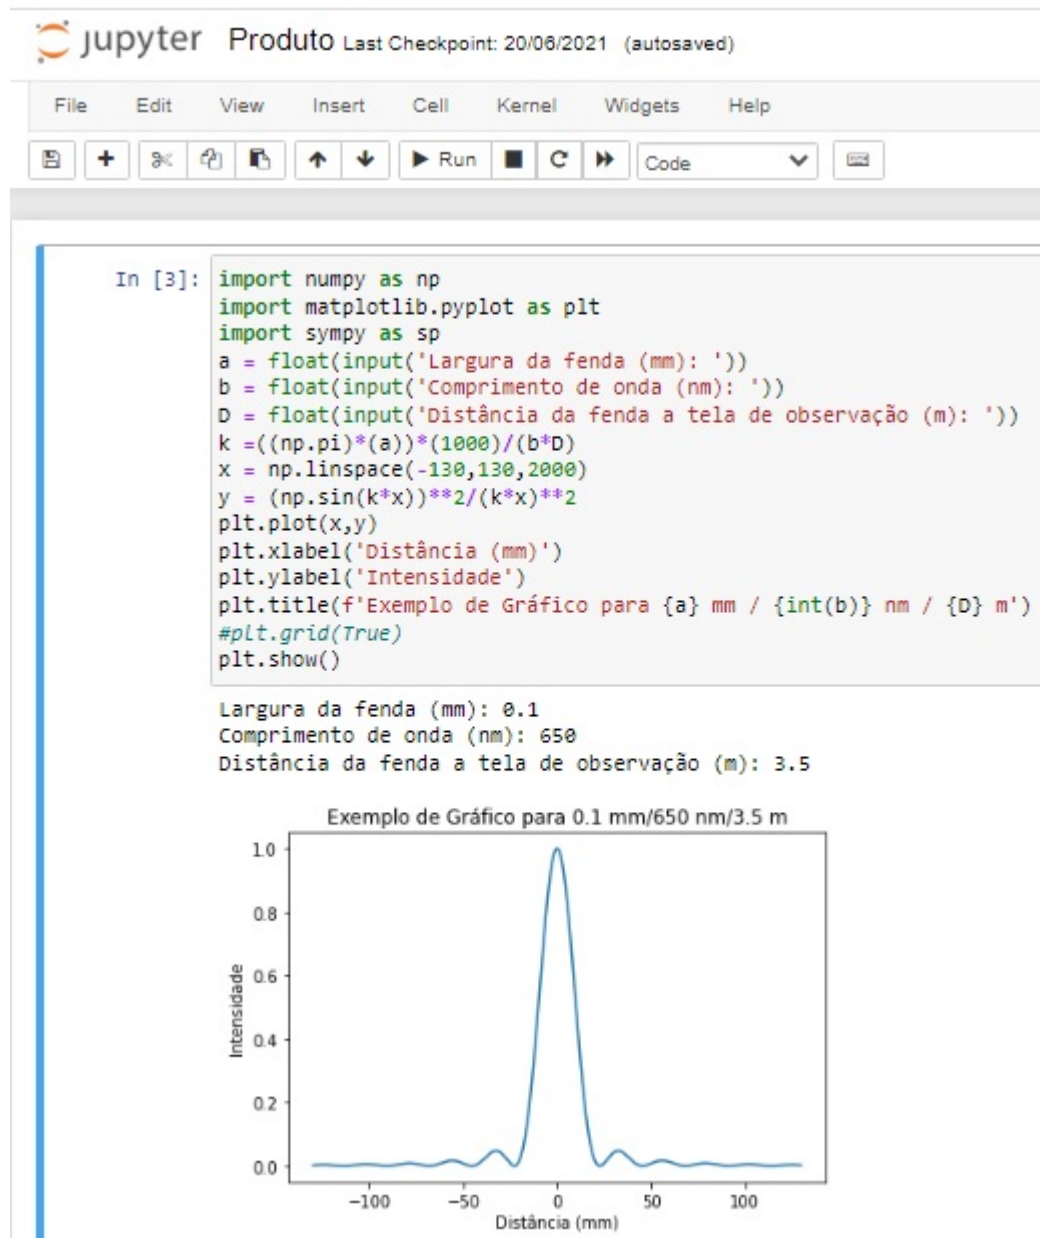 jupyter Produto Last Checkpoint: 20/06/2021 (autosaved)
File Edit View Insert Cell Kernel Widgets Help
Run Code
In [3]: import numpy as np
import matplotlib.pyplot as plt
import sympy as sp
a = float(input('Largura da fenda (mm): '))
b = float(input('Comprimento de onda (nm): '))
D = float(input('Distância da fenda a tela de observação (m): '))
k =((np.pi)*(a))*(1000)/(b*D)
x = np.linspace(-130,130,2000)
y = (np.sin(k*x))**2/(k*x)**2
plt.plot(x,y)
plt.xlabel('Distância (mm)')
plt.ylabel('Intensidade')
plt.title(f'Exemplo de Gráfico para {a} mm / {int(b)} nm / {D} m')
#plt.grid(True)
plt.show()
Largura da fenda (mm): 0.1
Comprimento de onda (nm): 650
Distância da fenda a tela de observação (m): 3.5
Exemplo de Gráfico para 0.1 mm/650 nm/3.5 m
1.0
0.8
0.6
0.4
0.2
0.0
Intensidade
−100 −50 0 50 100
Distância (mm)